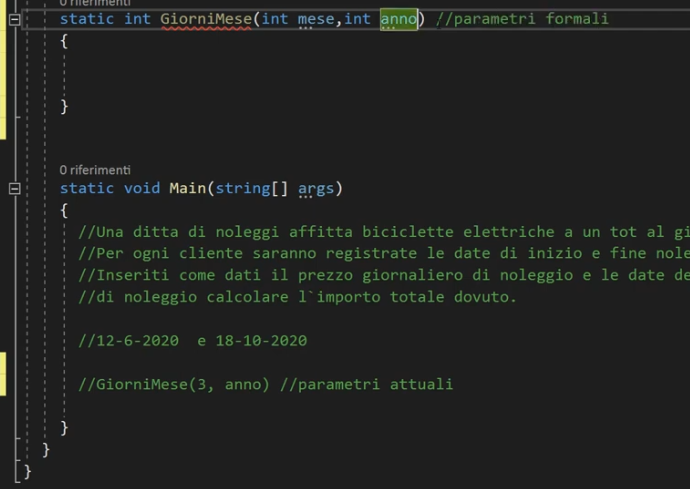 0 riferimenti
static int GiorniMese(int mese,int anno) //parametri formali
{
}
0 riferimenti
static void Main(string[] args)
{
//Una ditta di noleggi affitta biciclette elettriche a un tot al gi
//Per ogni cliente saranno registrate le date di inizio e fine nole
//Inseriti come dati il prezzo giornaliero di noleggio e le date de
//di noleggio calcolare l`importo totale dovuto.
//12-6-2020  e 18-10-2020
//GiorniMese(3, anno) //parametri attuali
}
}
}